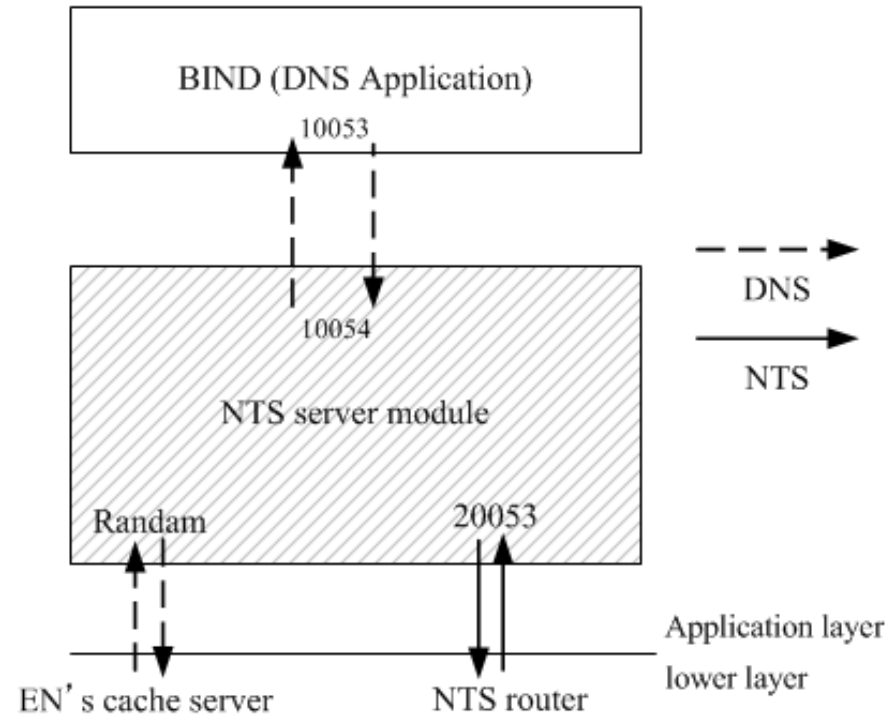 BIND (DNS Application)
10053
10054
DNS
NTS
NTS server module
Randam
20053
Application layer
lower layer
EN's cache server
NTS router